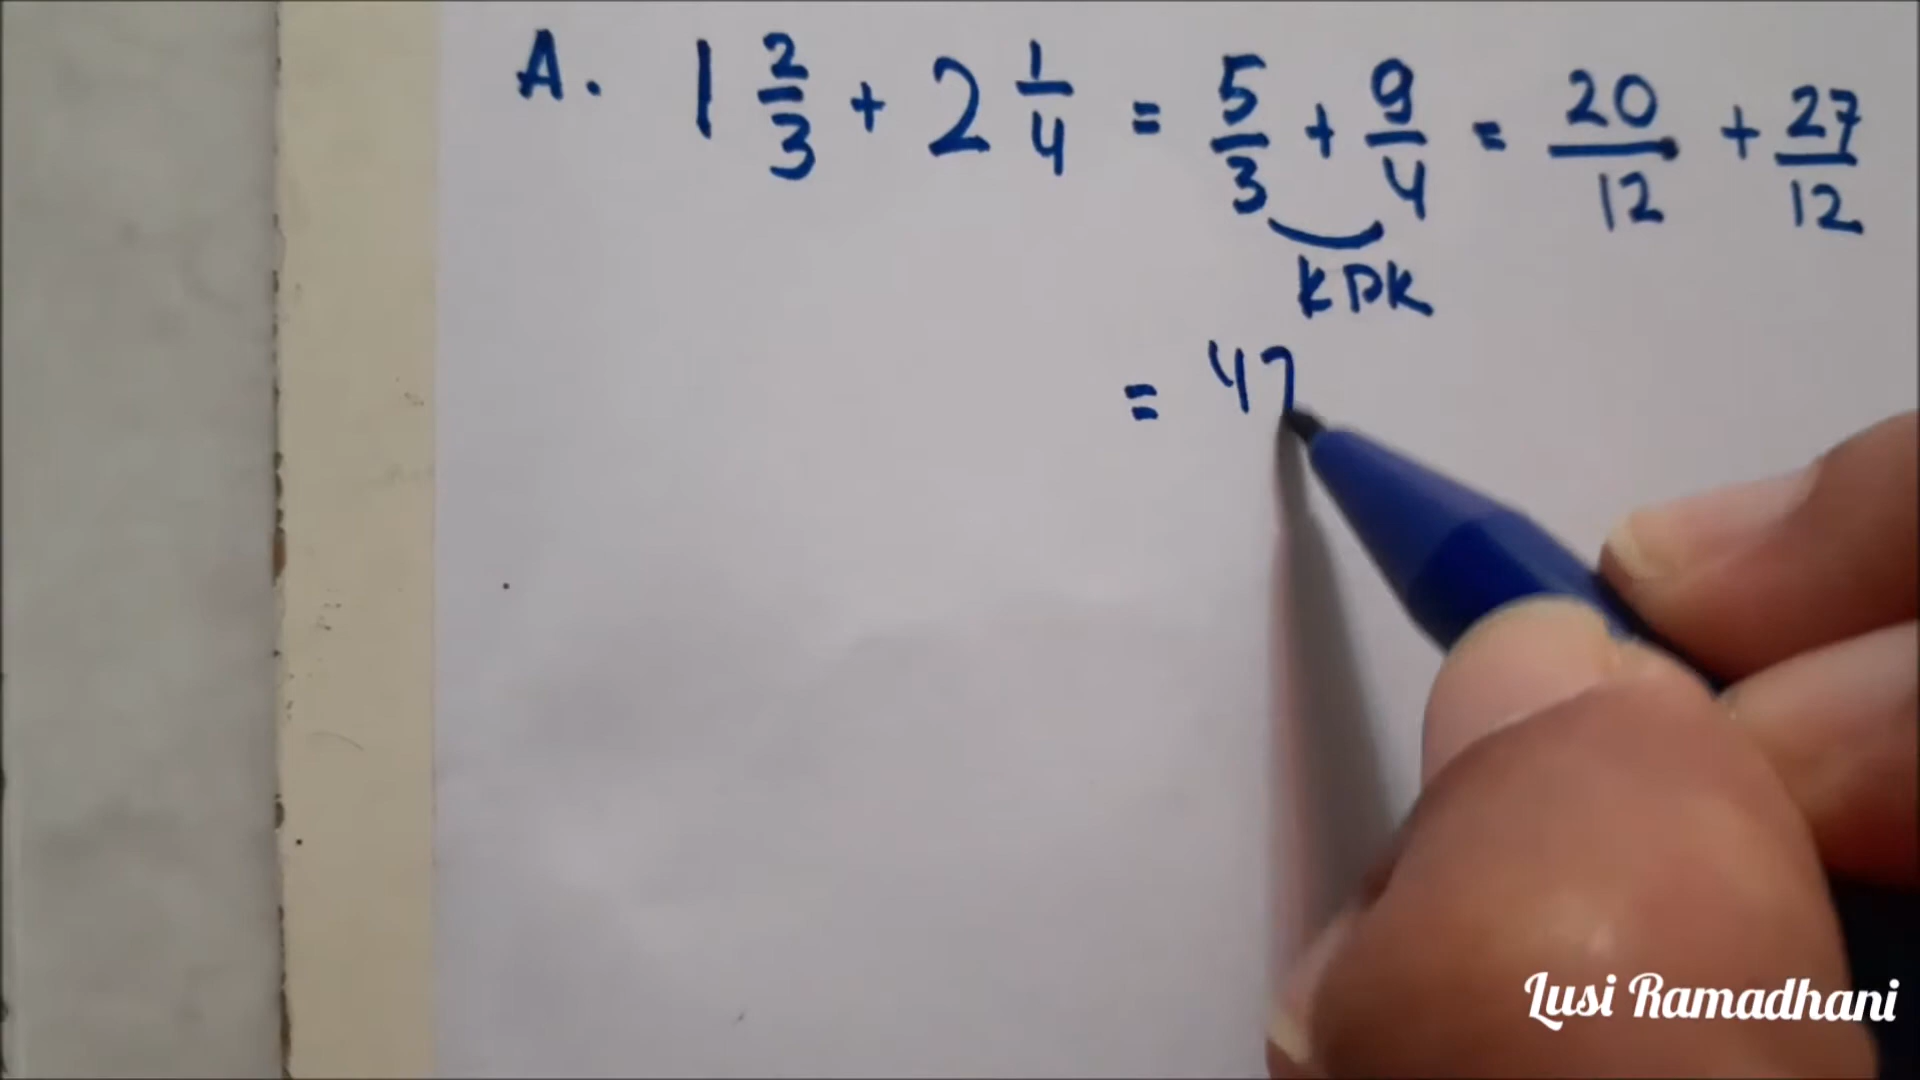 A. 1 2/3 + 2 1/4 = 5/3 + 9/4 = 20/12 + 27/12
KPK
= 47
Lusi Ramadhani